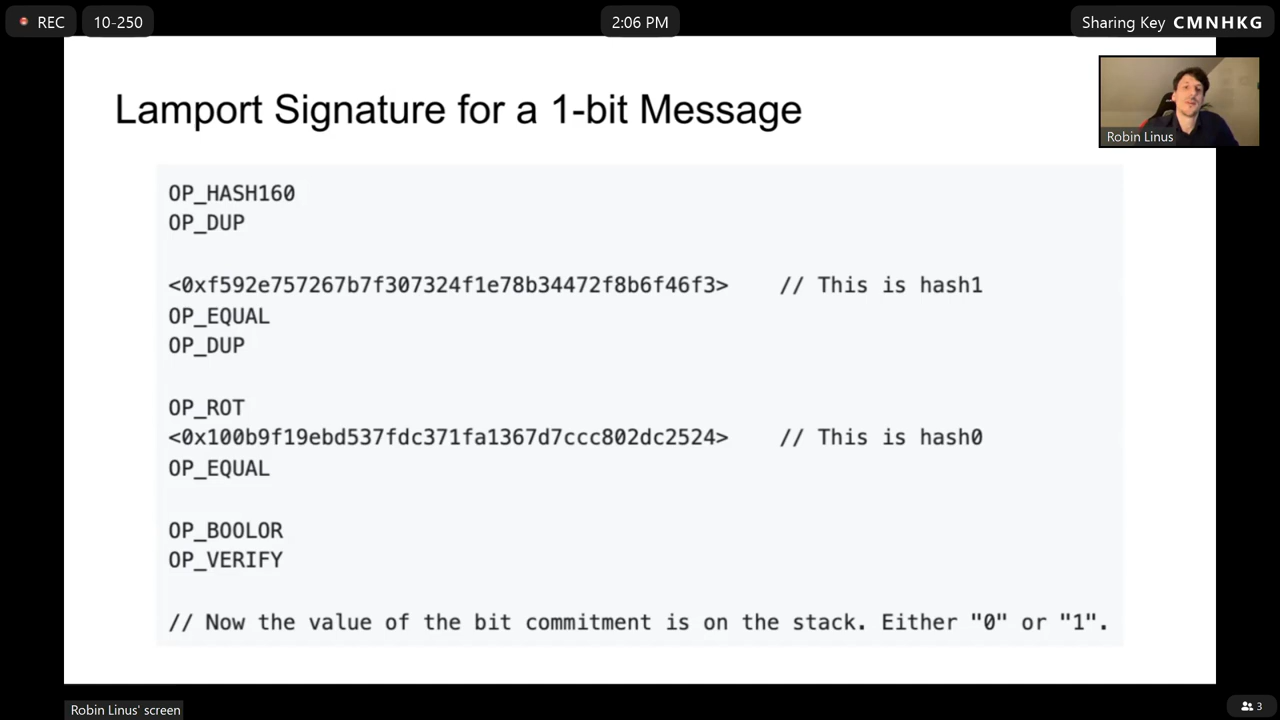 REC
10-250
2:06 PM
Sharing Key CMNHKG
Lamport Signature for a 1-bit Message
Robin Linus
OP_HASH160
OP_DUP
<0xf592e757267b7f307324f1e78b34472f8b6f46f3> // This is hash1
OP_EQUAL
OP_DUP
OP_ROT
<0x100b9f19ebd537fdc371fa1367d7ccc802dc2524> // This is hash0
OP_EQUAL
OP_BOOLOR
OP_VERIFY
// Now the value of the bit commitment is on the stack. Either "0" or "1".
Robin Linus' screen
3